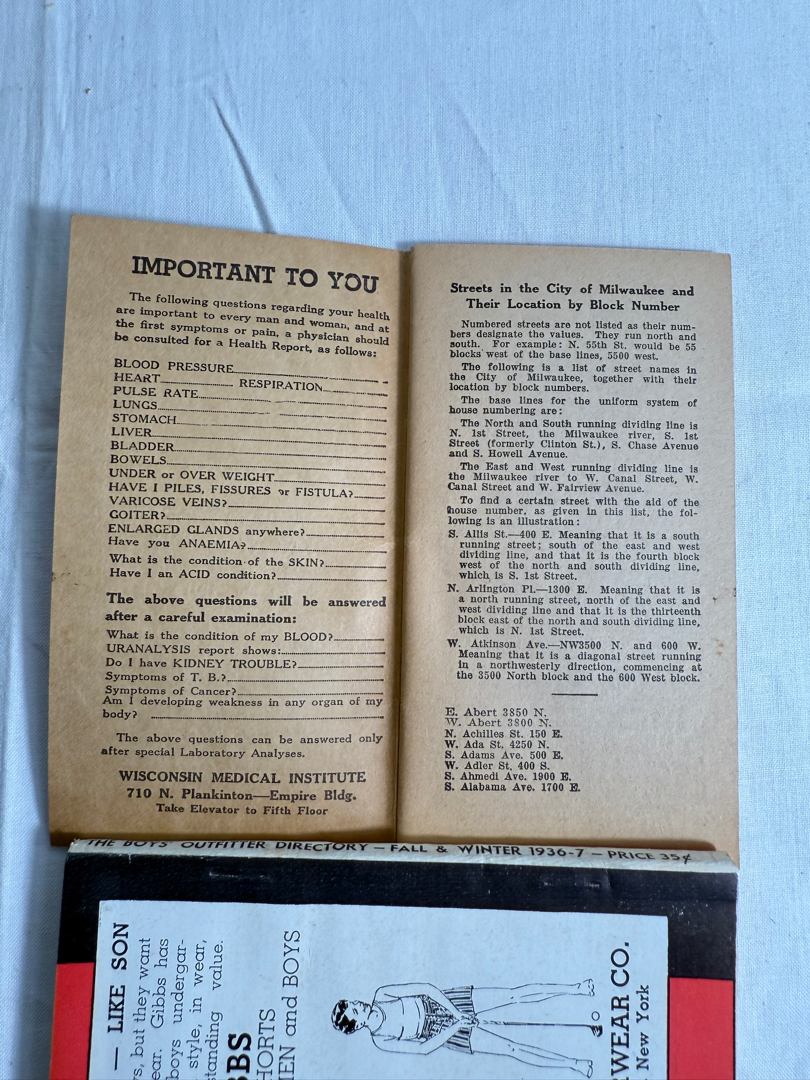 IMPORTANT TO YOU
The following questions regarding your health
are important to every man and woman, and at
the first symptoms or pain, a physician should
be consulted for a Health Report, as follows:
BLOOD PRESSURE
HEART RESPIRATION
PULSE RATE
LUNGS
STOMACH
LIVER
BLADDER
BOWELS
UNDER or OVER WEIGHT
HAVE I PILES, FISSURES or FISTULA?
VARICOSE VEINS?
GOITER?
ENLARGED GLANDS anywhere?
Have you ANAEMIA?
What is the condition of the SKIN?
Have I an ACID condition?
The above questions will be answered
after a careful examination:
What is the condition of my BLOOD?
URANALYSIS report shows:
Do I have KIDNEY TROUBLE?
Symptoms of T. B.?
Symptoms of Cancer?
Am I developing weakness in any organ of my
body?
The above questions can be answered only
after special Laboratory Analyses.
WISCONSIN MEDICAL INSTITUTE
710 N. Plankinton—Empire Bldg.
Take Elevator to Fifth Floor
Streets in the City of Milwaukee and
Their Location by Block Number
Numbered streets are not listed as their num-
bers designate the values. They run north and
south. For example: N. 55th St. would be 55
blocks west of the base lines, 5500 west.
The following is a list of street names in
the City of Milwaukee, together with their
location by block numbers.
The base lines for the uniform system of
house numbering are:
The North and South running dividing line is
N. 1st Street, the Milwaukee river, S. 1st
Street (formerly Clinton St.), S. Chase Avenue
and S. Howell Avenue.
The East and West running dividing line is
the Milwaukee river to W. Canal Street, W.
Canal Street and W. Fairview Avenue.
To find a certain street with the aid of the
house number, as given in this list, the fol-
lowing is an illustration:
S. Allis St.—400 E. Meaning that it is a south
running street; south of the east and west
dividing line, and that it is the fourth block
west of the north and south dividing line,
which is S. 1st Street.
N. Arlington Pl.—1300 E. Meaning that it is
a north running street, north of the east and
west dividing line and that it is the thirteenth
block east of the north and south dividing line,
which is N. 1st Street.
W. Atkinson Ave.—NW3500 N. and 600 W.
Meaning that it is a diagonal street running
in a northwesterly direction, commencing at
the 3500 North block and the 600 West block.
E. Abert 3850 N.
W. Abert 3800 N.
N. Achilles St. 150 E.
W. Ada St. 4250 N.
S. Adams Ave. 500 E.
W. Adler St. 400 S.
S. Ahmedi Ave. 1900 E.
S. Alabama Ave. 1700 E.
THE BOYS' OUTFITTER DIRECTORY — FALL & WINTER 1936-7 — PRICE 35¢
— LIKE SON
s, but they want
ear. Gibbs has
boys undergar-
style, in wear,
tanding value.
BBS
HORTS
MEN and BOYS
WEAR CO.
New York